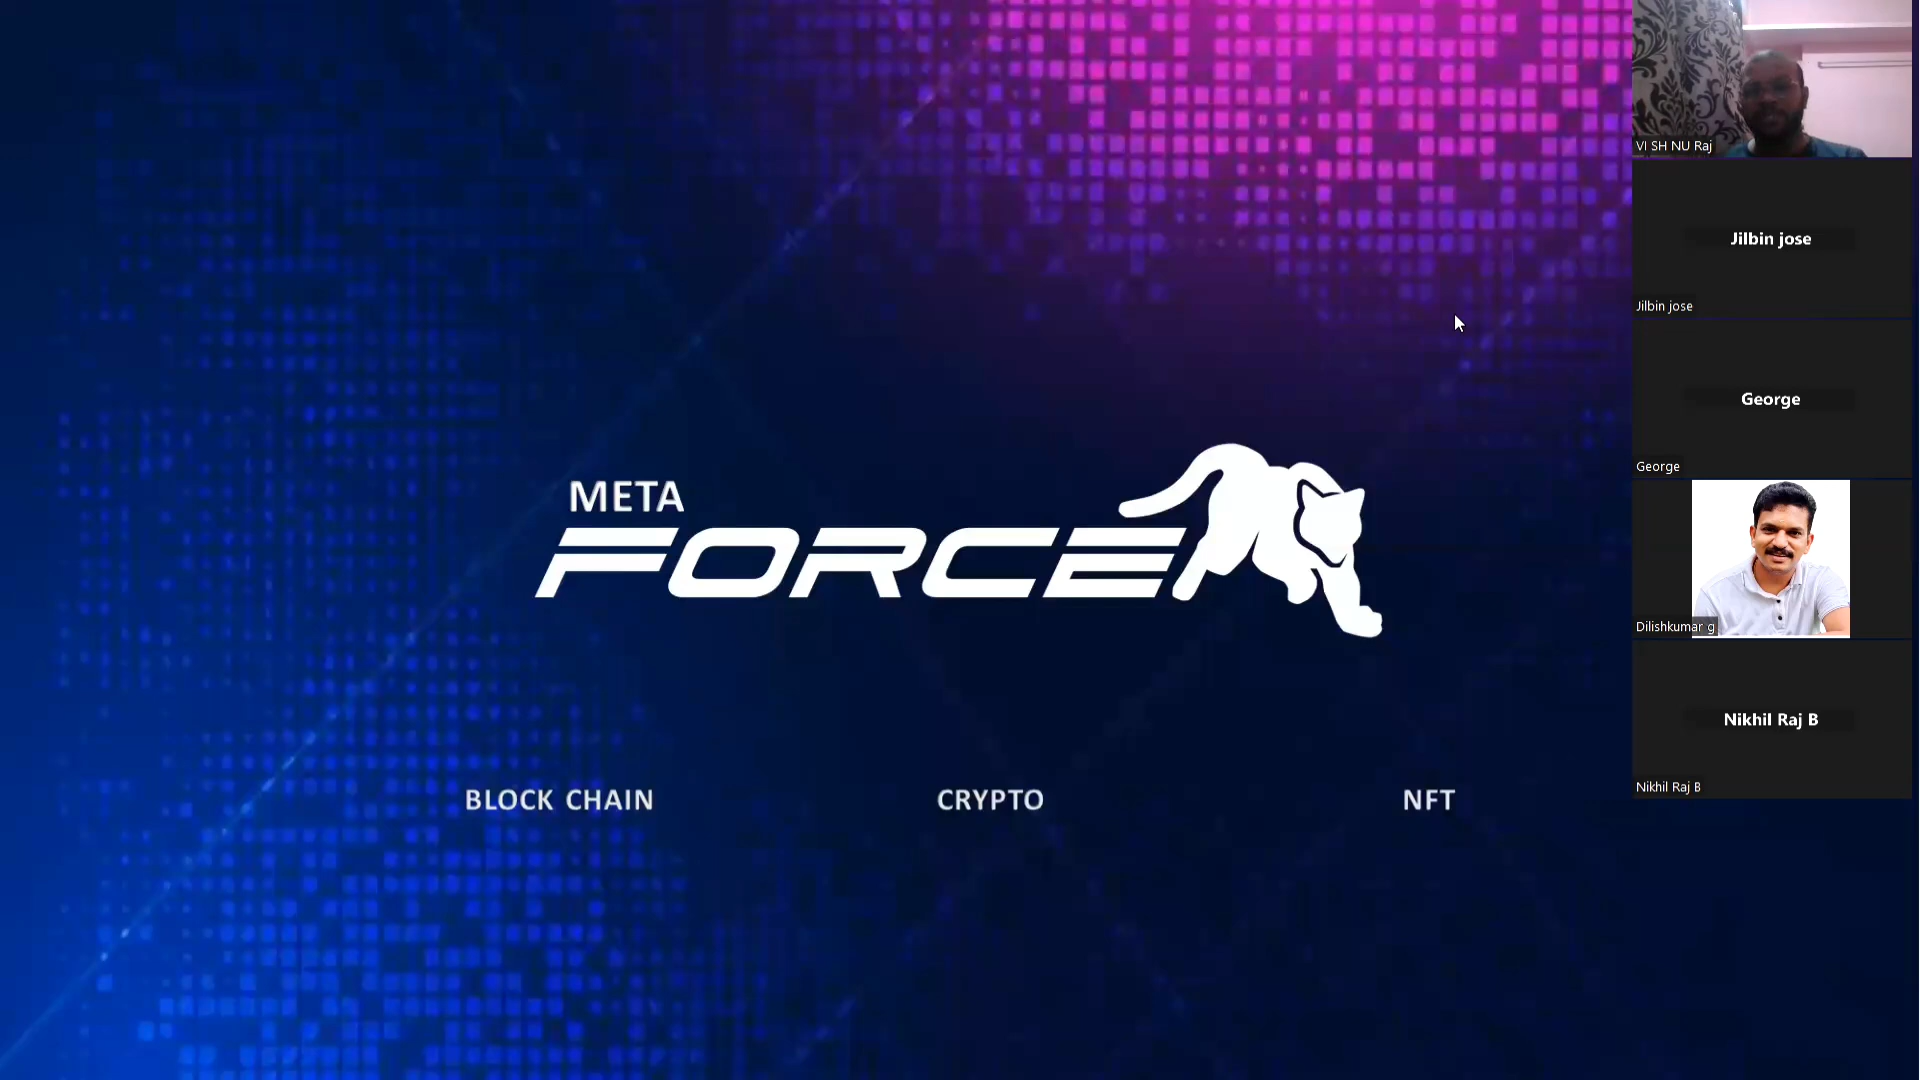 META
FORCE
BLOCK CHAIN
CRYPTO
NFT
VI SH NU Raj
Jilbin jose
Jilbin jose
George
George
Dilishkumar g
Nikhil Raj B
Nikhil Raj B